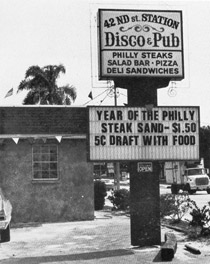 42ND ST. STATION
DISCO & PUB
PHILLY STEAKS
SALAD BAR · PIZZA
DELI SANDWICHES
YEAR OF THE PHILLY
STEAK SAND- $1.50
5¢ DRAFT WITH FOOD
OPEN